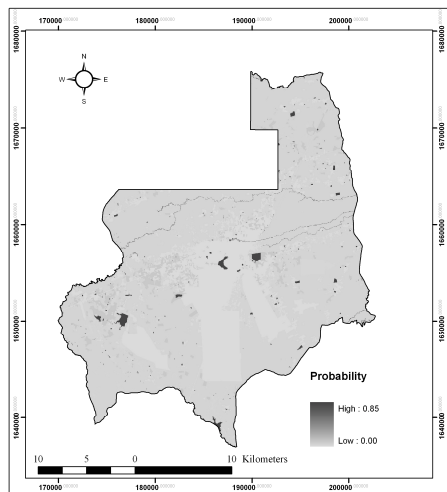 170000 180000 190000 200000
1680000 1680000
N
W E
S
1670000 1670000
1660000 1660000
1650000 1650000
1640000 1640000
Probability
High : 0.85
Low : 0.00
10 5 0 10 Kilometers
170000 180000 190000 200000